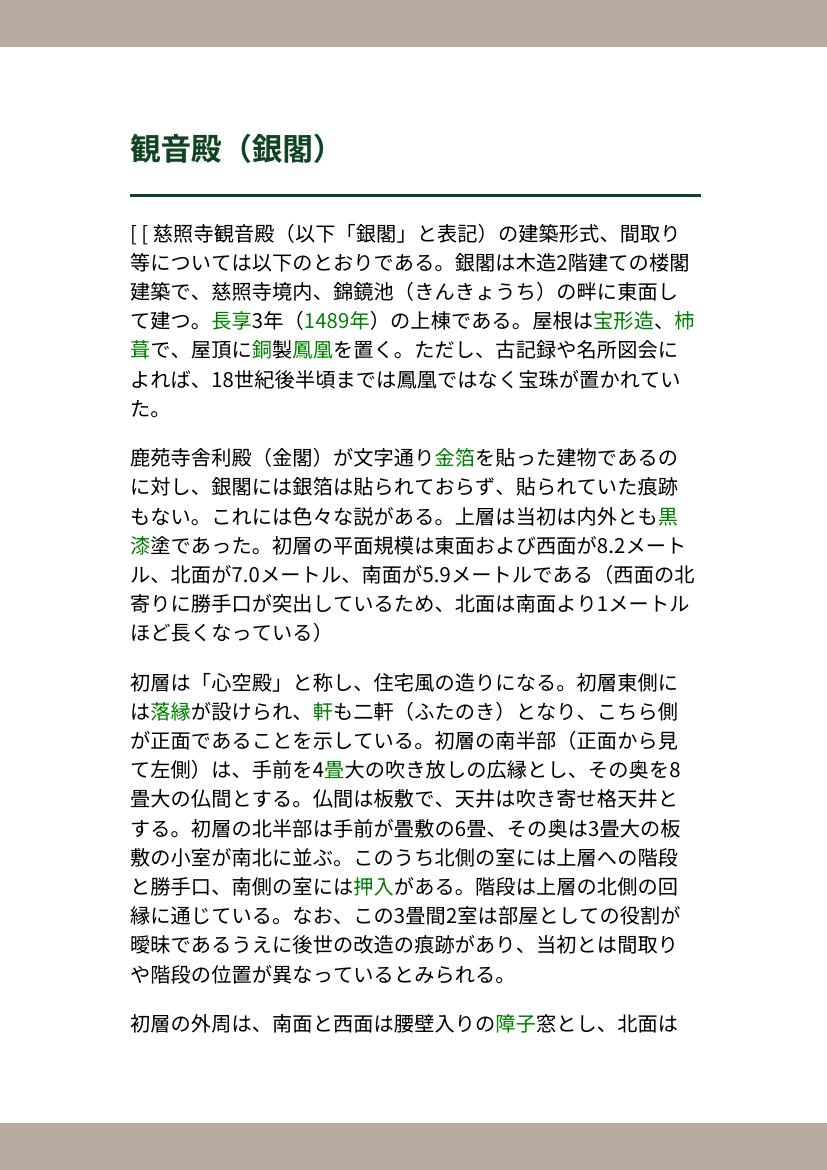 観音殿（銀閣）
[ [ 慈照寺観音殿（以下「銀閣」と表記）の建築形式、間取り
等については以下のとおりである。銀閣は木造2階建ての楼閣
建築で、慈照寺境内、錦鏡池（きんきょうち）の畔に東面し
て建つ。長享3年（1489年）の上棟である。屋根は宝形造、杮
葺で、屋頂に銅製鳳凰を置く。ただし、古記録や名所図会に
よれば、18世紀後半頃までは鳳凰ではなく宝珠が置かれてい
た。
鹿苑寺舎利殿（金閣）が文字通り金箔を貼った建物であるの
に対し、銀閣には銀箔は貼られておらず、貼られていた痕跡
もない。これには色々な説がある。上層は当初は内外とも黒
漆塗であった。初層の平面規模は東面および西面が8.2メート
ル、北面が7.0メートル、南面が5.9メートルである（西面の北
寄りに勝手口が突出しているため、北面は南面より1メートル
ほど長くなっている）
初層は「心空殿」と称し、住宅風の造りになる。初層東側に
は落縁が設けられ、軒も二軒（ふたのき）となり、こちら側
が正面であることを示している。初層の南半部（正面から見
て左側）は、手前を4畳大の吹き放しの広縁とし、その奥を8
畳大の仏間とする。仏間は板敷で、天井は吹き寄せ格天井と
する。初層の北半部は手前が畳敷の6畳、その奥は3畳大の板
敷の小室が南北に並ぶ。このうち北側の室には上層への階段
と勝手口、南側の室には押入がある。階段は上層の北側の回
縁に通じている。なお、この3畳間2室は部屋としての役割が
曖昧であるうえに後世の改造の痕跡があり、当初とは間取り
や階段の位置が異なっているとみられる。
初層の外周は、南面と西面は腰壁入りの障子窓とし、北面は